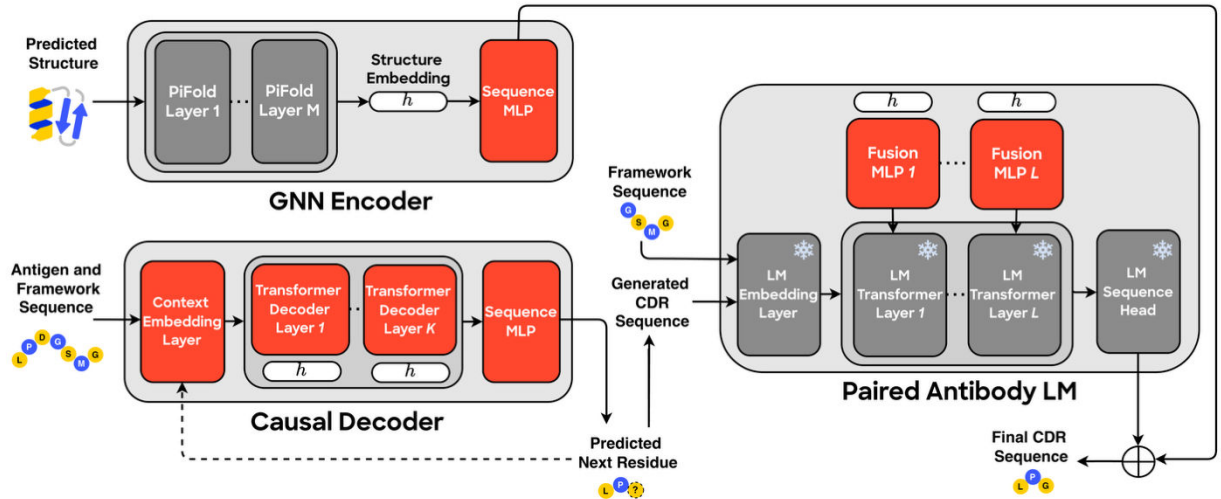 Predicted
Structure
PiFold
Layer 1
...
PiFold
Layer M
Structure
Embedding
h
Sequence
MLP
GNN Encoder
Antigen and
Framework
Sequence
L P D G S M G
Context
Embedding
Layer
Transformer
Decoder
Layer 1
...
Transformer
Decoder
Layer K
h
h
Sequence
MLP
Causal Decoder
Predicted
Next Residue
L P ?
Framework
Sequence
G S M G
Generated
CDR
Sequence
h
...
h
Fusion
MLP 1
....
Fusion
MLP L
LM
Embedding
Layer
LM
Transformer
Layer 1
...
LM
Transformer
Layer L
LM
Sequence
Head
Paired Antibody LM
Final CDR
Sequence
L P G